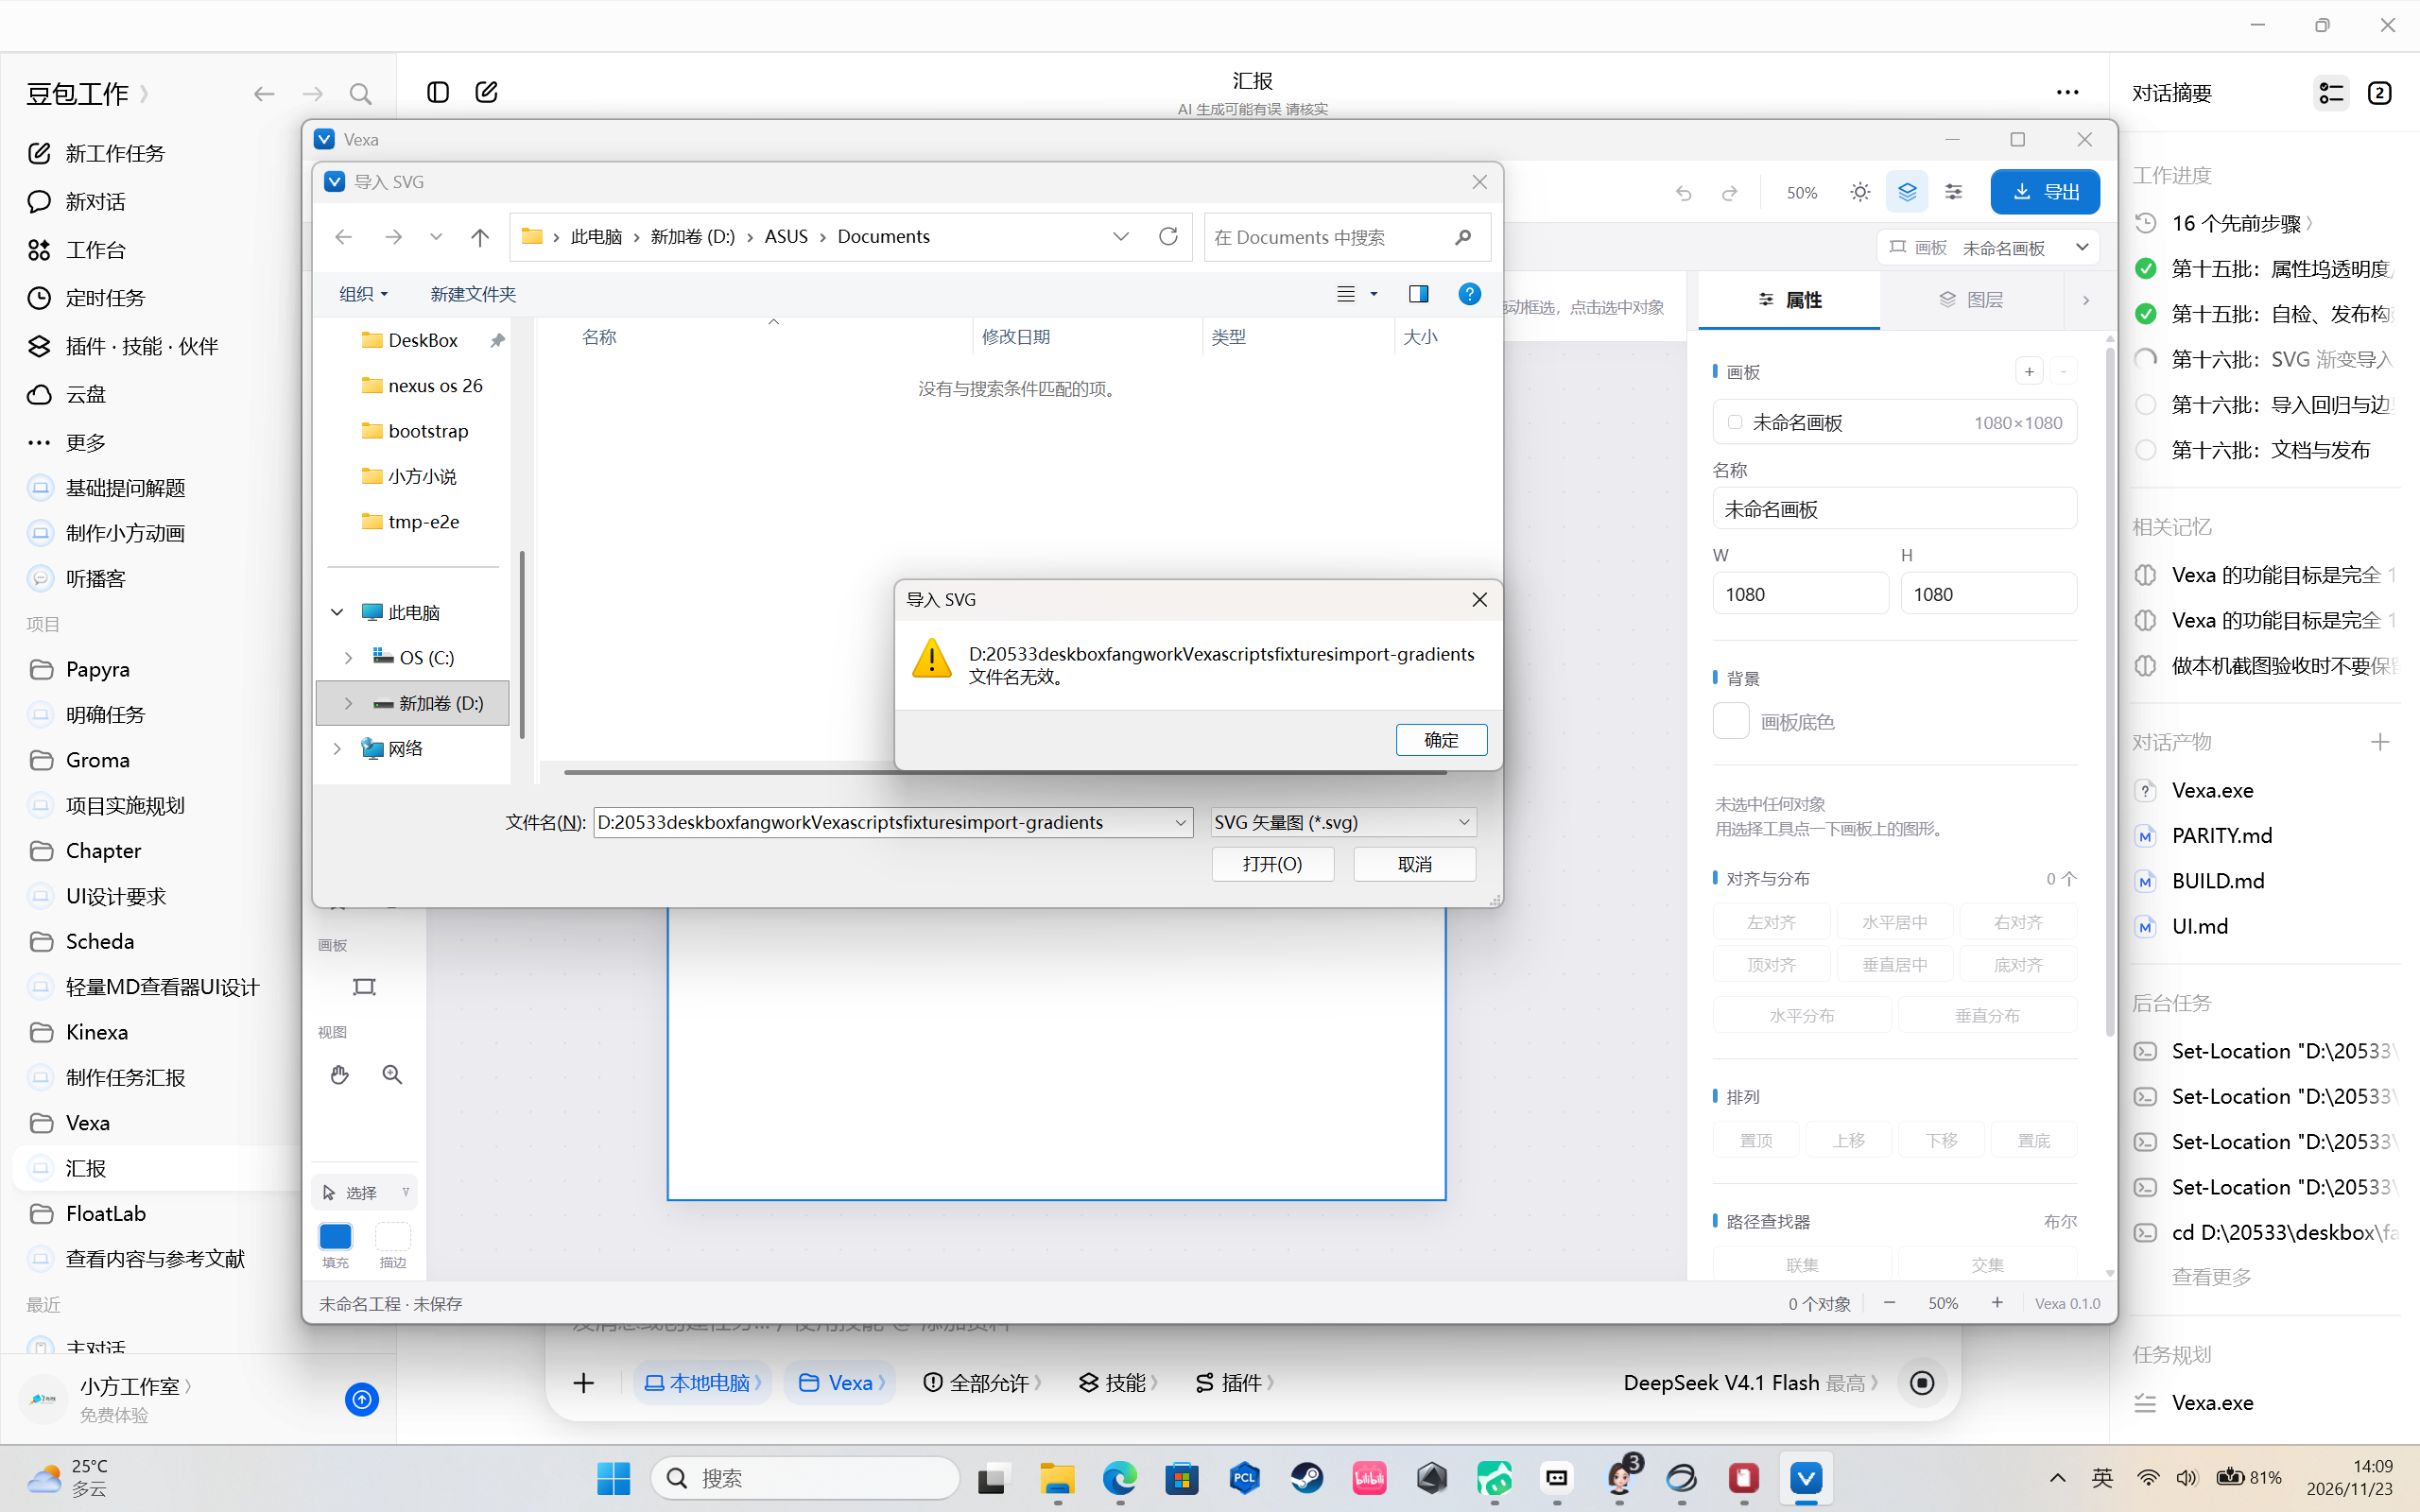 豆包工作
新工作任务
新对话
工作台
定时任务
插件 · 技能 · 伙伴
云盘
更多
基础提问解题
制作小方动画
听播客
项目
Papyra
明确任务
Groma
项目实施规划
Chapter
UI设计要求
Scheda
轻量MD查看器UI设计
Kinexa
制作任务汇报
Vexa
汇报
FloatLab
查看内容与参考文献
最近
主对话
小方工作室
免费体验
汇报
AI 生成可能有误 请核实
Vexa
50%
导出
画板 未命名画板
动框选，点击选中对象
导入 SVG
此电脑 › 新加卷 (D:) › ASUS › Documents
在 Documents 中搜索
组织
新建文件夹
DeskBox
nexus os 26
bootstrap
小方小说
tmp-e2e
此电脑
OS (C:)
新加卷 (D:)
网络
名称 修改日期 类型 大小
没有与搜索条件匹配的项。
导入 SVG
D:20533deskboxfangworkVexascriptsfixturesimport-gradients
文件名无效。
确定
文件名(N): D:20533deskboxfangworkVexascriptsfixturesimport-gradients
SVG 矢量图 (*.svg)
打开(O) 取消
画板
视图
选择
填充 描边
属性 图层
画板
未命名画板 1080×1080
名称
未命名画板
W H
1080 1080
背景
画板底色
未选中任何对象
用选择工具点一下画板上的图形。
对齐与分布 0 个
左对齐 水平居中 右对齐
顶对齐 垂直居中 底对齐
水平分布 垂直分布
排列
置顶 上移 下移 置底
路径查找器 布尔
联集 交集
未命名工程 · 未保存
0 个对象 50% Vexa 0.1.0
本地电脑
Vexa
全部允许
技能
插件
DeepSeek V4.1 Flash 最高
对话摘要
2
工作进度
16 个先前步骤
第十五批：属性坞透明度
第十五批：自检、发布构
第十六批：SVG 渐变导入
第十六批：导入回归与边
第十六批：文档与发布
相关记忆
Vexa 的功能目标是完全 1
Vexa 的功能目标是完全 1
做本机截图验收时不要保
对话产物
Vexa.exe
PARITY.md
BUILD.md
UI.md
后台任务
Set-Location "D:\20533\
Set-Location "D:\20533\
Set-Location "D:\20533\
Set-Location "D:\20533\
cd D:\20533\deskbox\fa
查看更多
任务规划
Vexa.exe
25°C
多云
搜索
PCL
bilibili
3
英
81%
14:09
2026/11/23